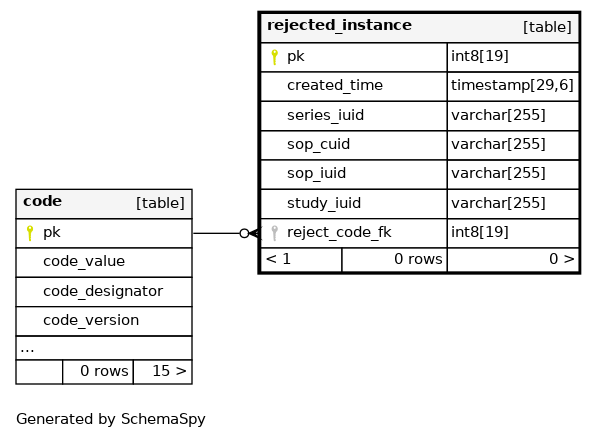 rejected_instance [table]
pk int8[19]
created_time timestamp[29,6]
series_iuid varchar[255]
sop_cuid varchar[255]
sop_iuid varchar[255]
study_iuid varchar[255]
reject_code_fk int8[19]
< 1 0 rows 0 >
code [table]
pk
code_value
code_designator
code_version
...
0 rows 15 >
Generated by SchemaSpy